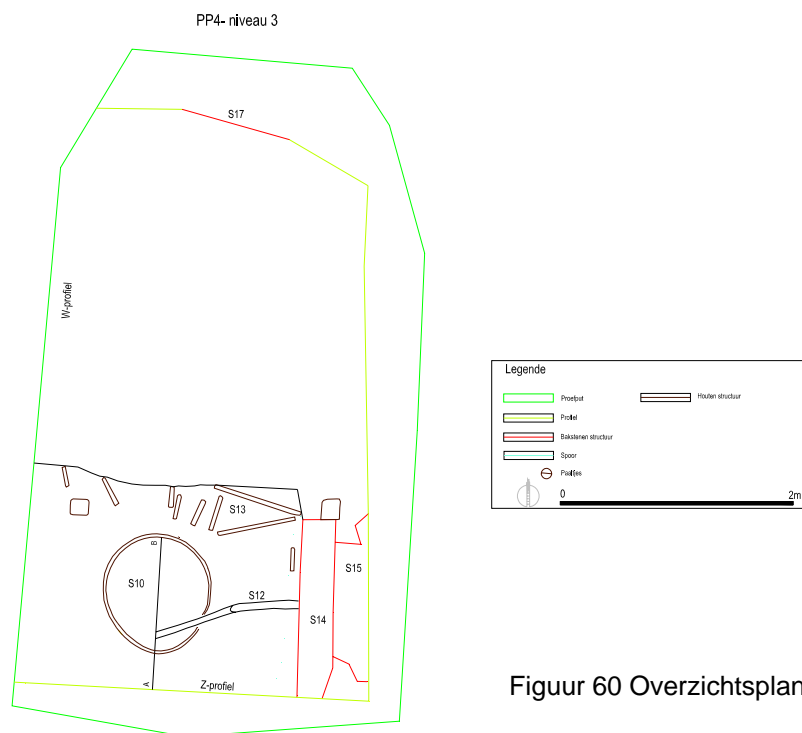 PP4- niveau 3
S17
W-profiel
Legende
Proefput
Houten structuur
Profiel
Bakstenen structuur
Spoor
Paaltjes
0
2m
S13
B
S10
S12
S15
S14
A
Z-profiel
Figuur 60 Overzichtsplan